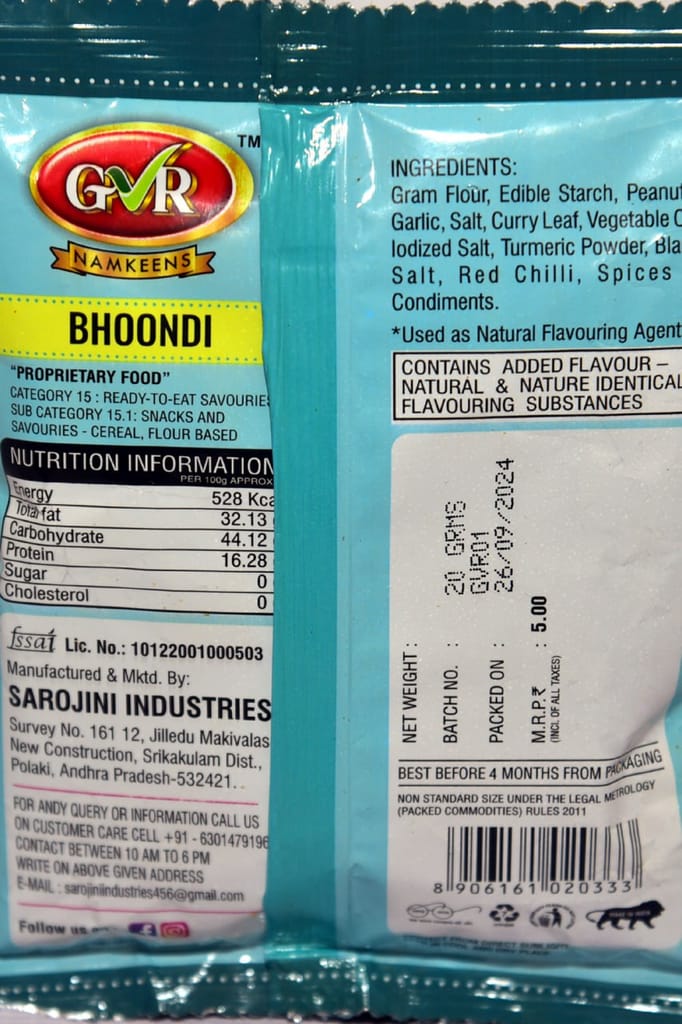 GVR
TM
NAMKEENS
BHOONDI
"PROPRIETARY FOOD"
CATEGORY 15 : READY-TO-EAT SAVOURIES
SUB CATEGORY 15.1: SNACKS AND
SAVOURIES - CEREAL, FLOUR BASED
NUTRITION INFORMATION
PER 100g APPROX
Energy 528 Kca
Total fat 32.13
Carbohydrate 44.12
Protein 16.28
Sugar 0
Cholesterol 0
fssai Lic. No.: 10122001000503
Manufactured & Mktd. By:
SAROJINI INDUSTRIES
Survey No. 161 12, Jilledu Makivalas
New Construction, Srikakulam Dist.,
Polaki, Andhra Pradesh-532421.
FOR ANDY QUERY OR INFORMATION CALL US
ON CUSTOMER CARE CELL +91 - 6301479196
CONTACT BETWEEN 10 AM TO 6 PM
WRITE ON ABOVE GIVEN ADDRESS
E-MAIL : sarojiniindustries456@gmail.com
Follow us
INGREDIENTS:
Gram Flour, Edible Starch, Peanut
Garlic, Salt, Curry Leaf, Vegetable O
Iodized Salt, Turmeric Powder, Bla
Salt, Red Chilli, Spices
Condiments.
*Used as Natural Flavouring Agent
CONTAINS ADDED FLAVOUR –
NATURAL & NATURE IDENTICAL
FLAVOURING SUBSTANCES
NET WEIGHT : 20 GRMS
BATCH NO. : GVR01
PACKED ON : 26/09/2024
M.R.P.₹ : 5.00
(INCL OF ALL TAXES)
BEST BEFORE 4 MONTHS FROM PACKAGING
NON STANDARD SIZE UNDER THE LEGAL METROLOGY
(PACKED COMMODITIES) RULES 2011
8 906161 020333
MAKE IN INDIA